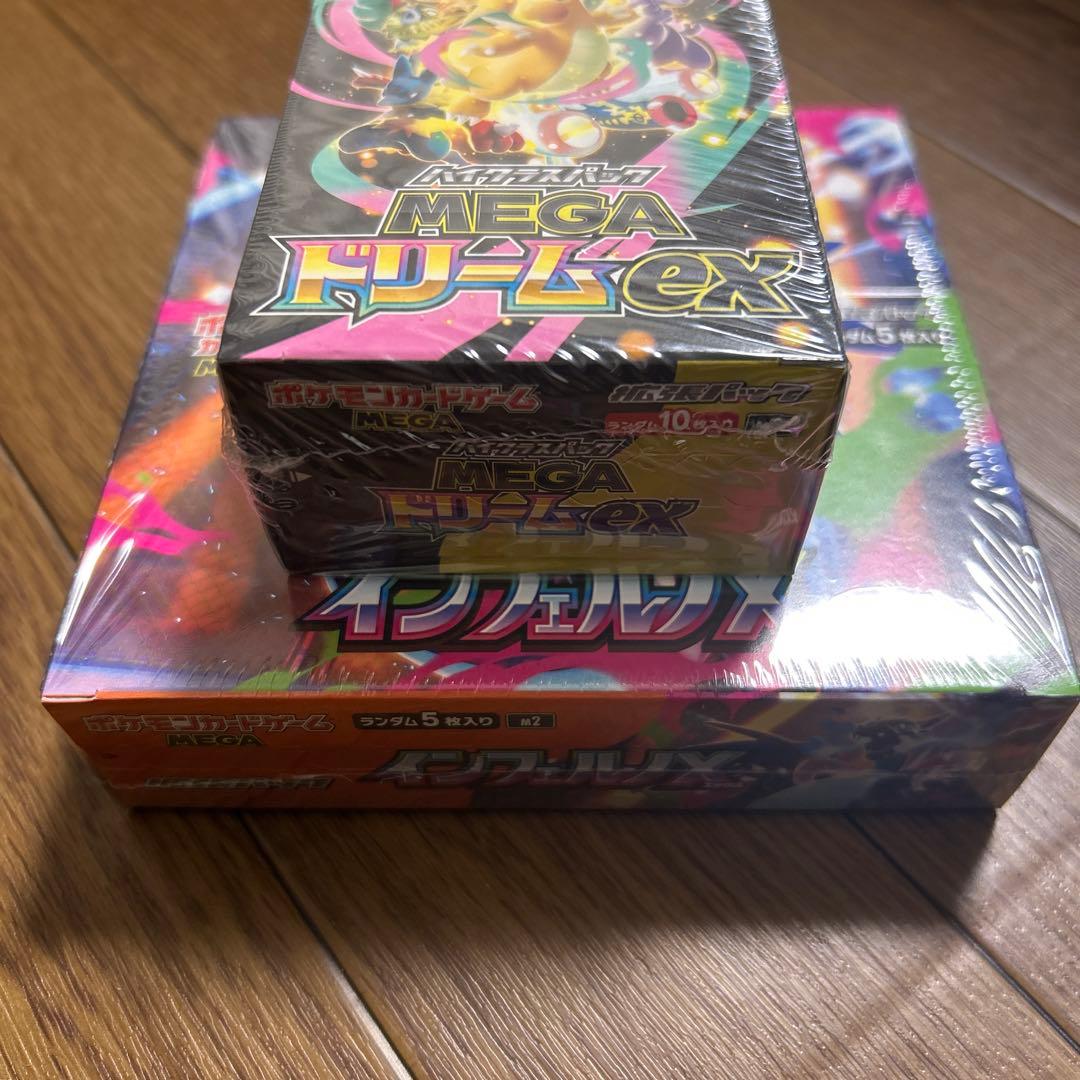 ハイクラスパック
MEGA
ドリームex
ポケモンカードゲーム
MEGA
拡張パック
ランダム10枚入り
ハイクラスパック
MEGA
ドリームex
ンダム5枚入り
インフェルノX
ポケモンカードゲーム
MEGA
ランダム5枚入り
M2
インフェルノX
拡張パック